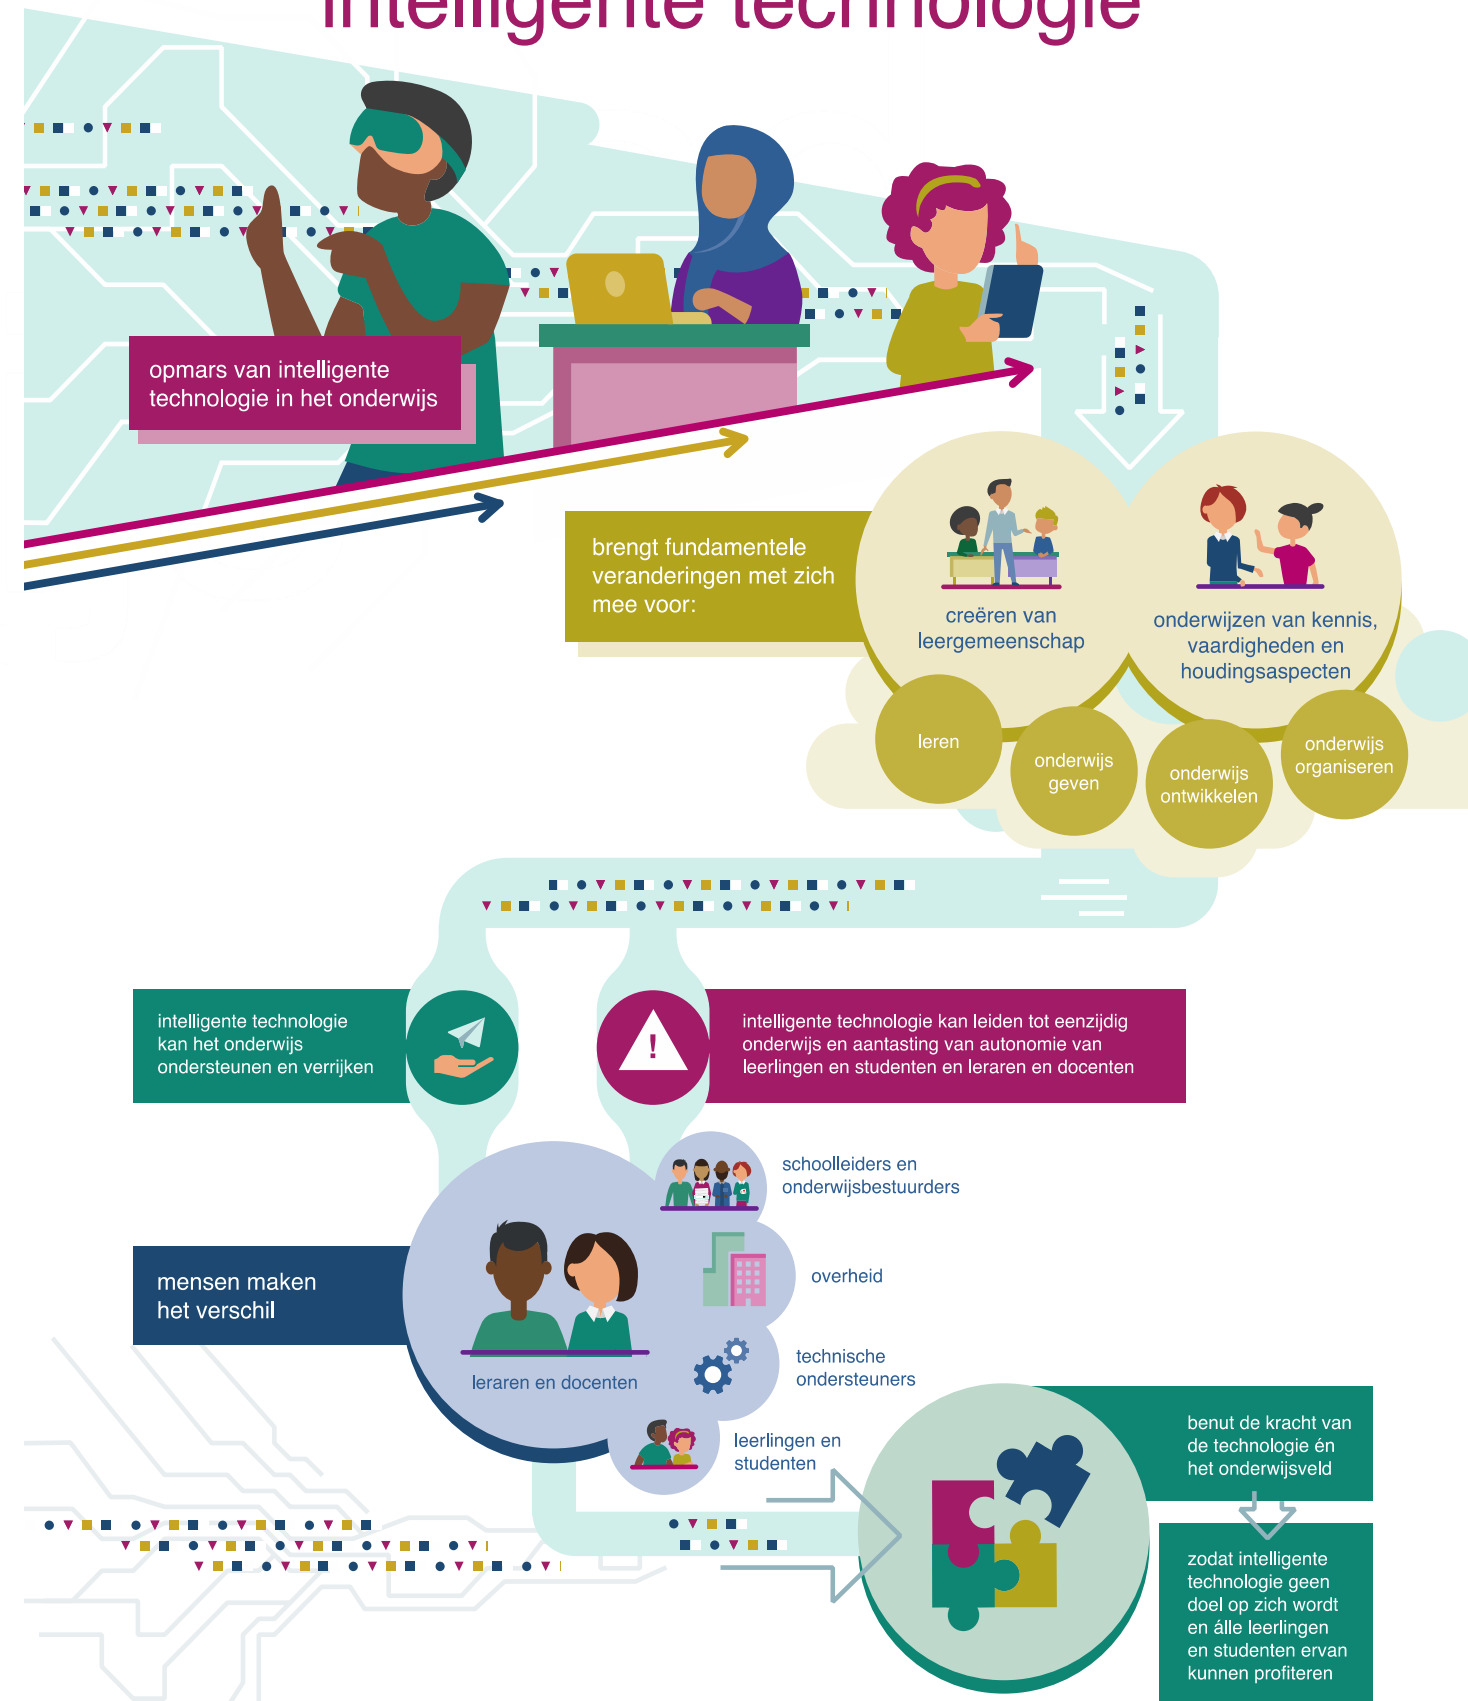 intelligente technologie
opmars van intelligente
technologie in het onderwijs
brengt fundamentele
veranderingen met zich
mee voor:
creëren van
leergemeenschap
onderwijzen van kennis,
vaardigheden en
houdingsaspecten
leren
onderwijs
geven
onderwijs
ontwikkelen
onderwijs
organiseren
intelligente technologie
kan het onderwijs
ondersteunen en verrijken
!
intelligente technologie kan leiden tot eenzijdig
onderwijs en aantasting van autonomie van
leerlingen en studenten en leraren en docenten
schoolleiders en
onderwijsbestuurders
overheid
mensen maken
het verschil
leraren en docenten
technische
ondersteuners
leerlingen en
studenten
benut de kracht van
de technologie én
het onderwijsveld
zodat intelligente
technologie geen
doel op zich wordt
en álle leerlingen
en studenten ervan
kunnen profiteren